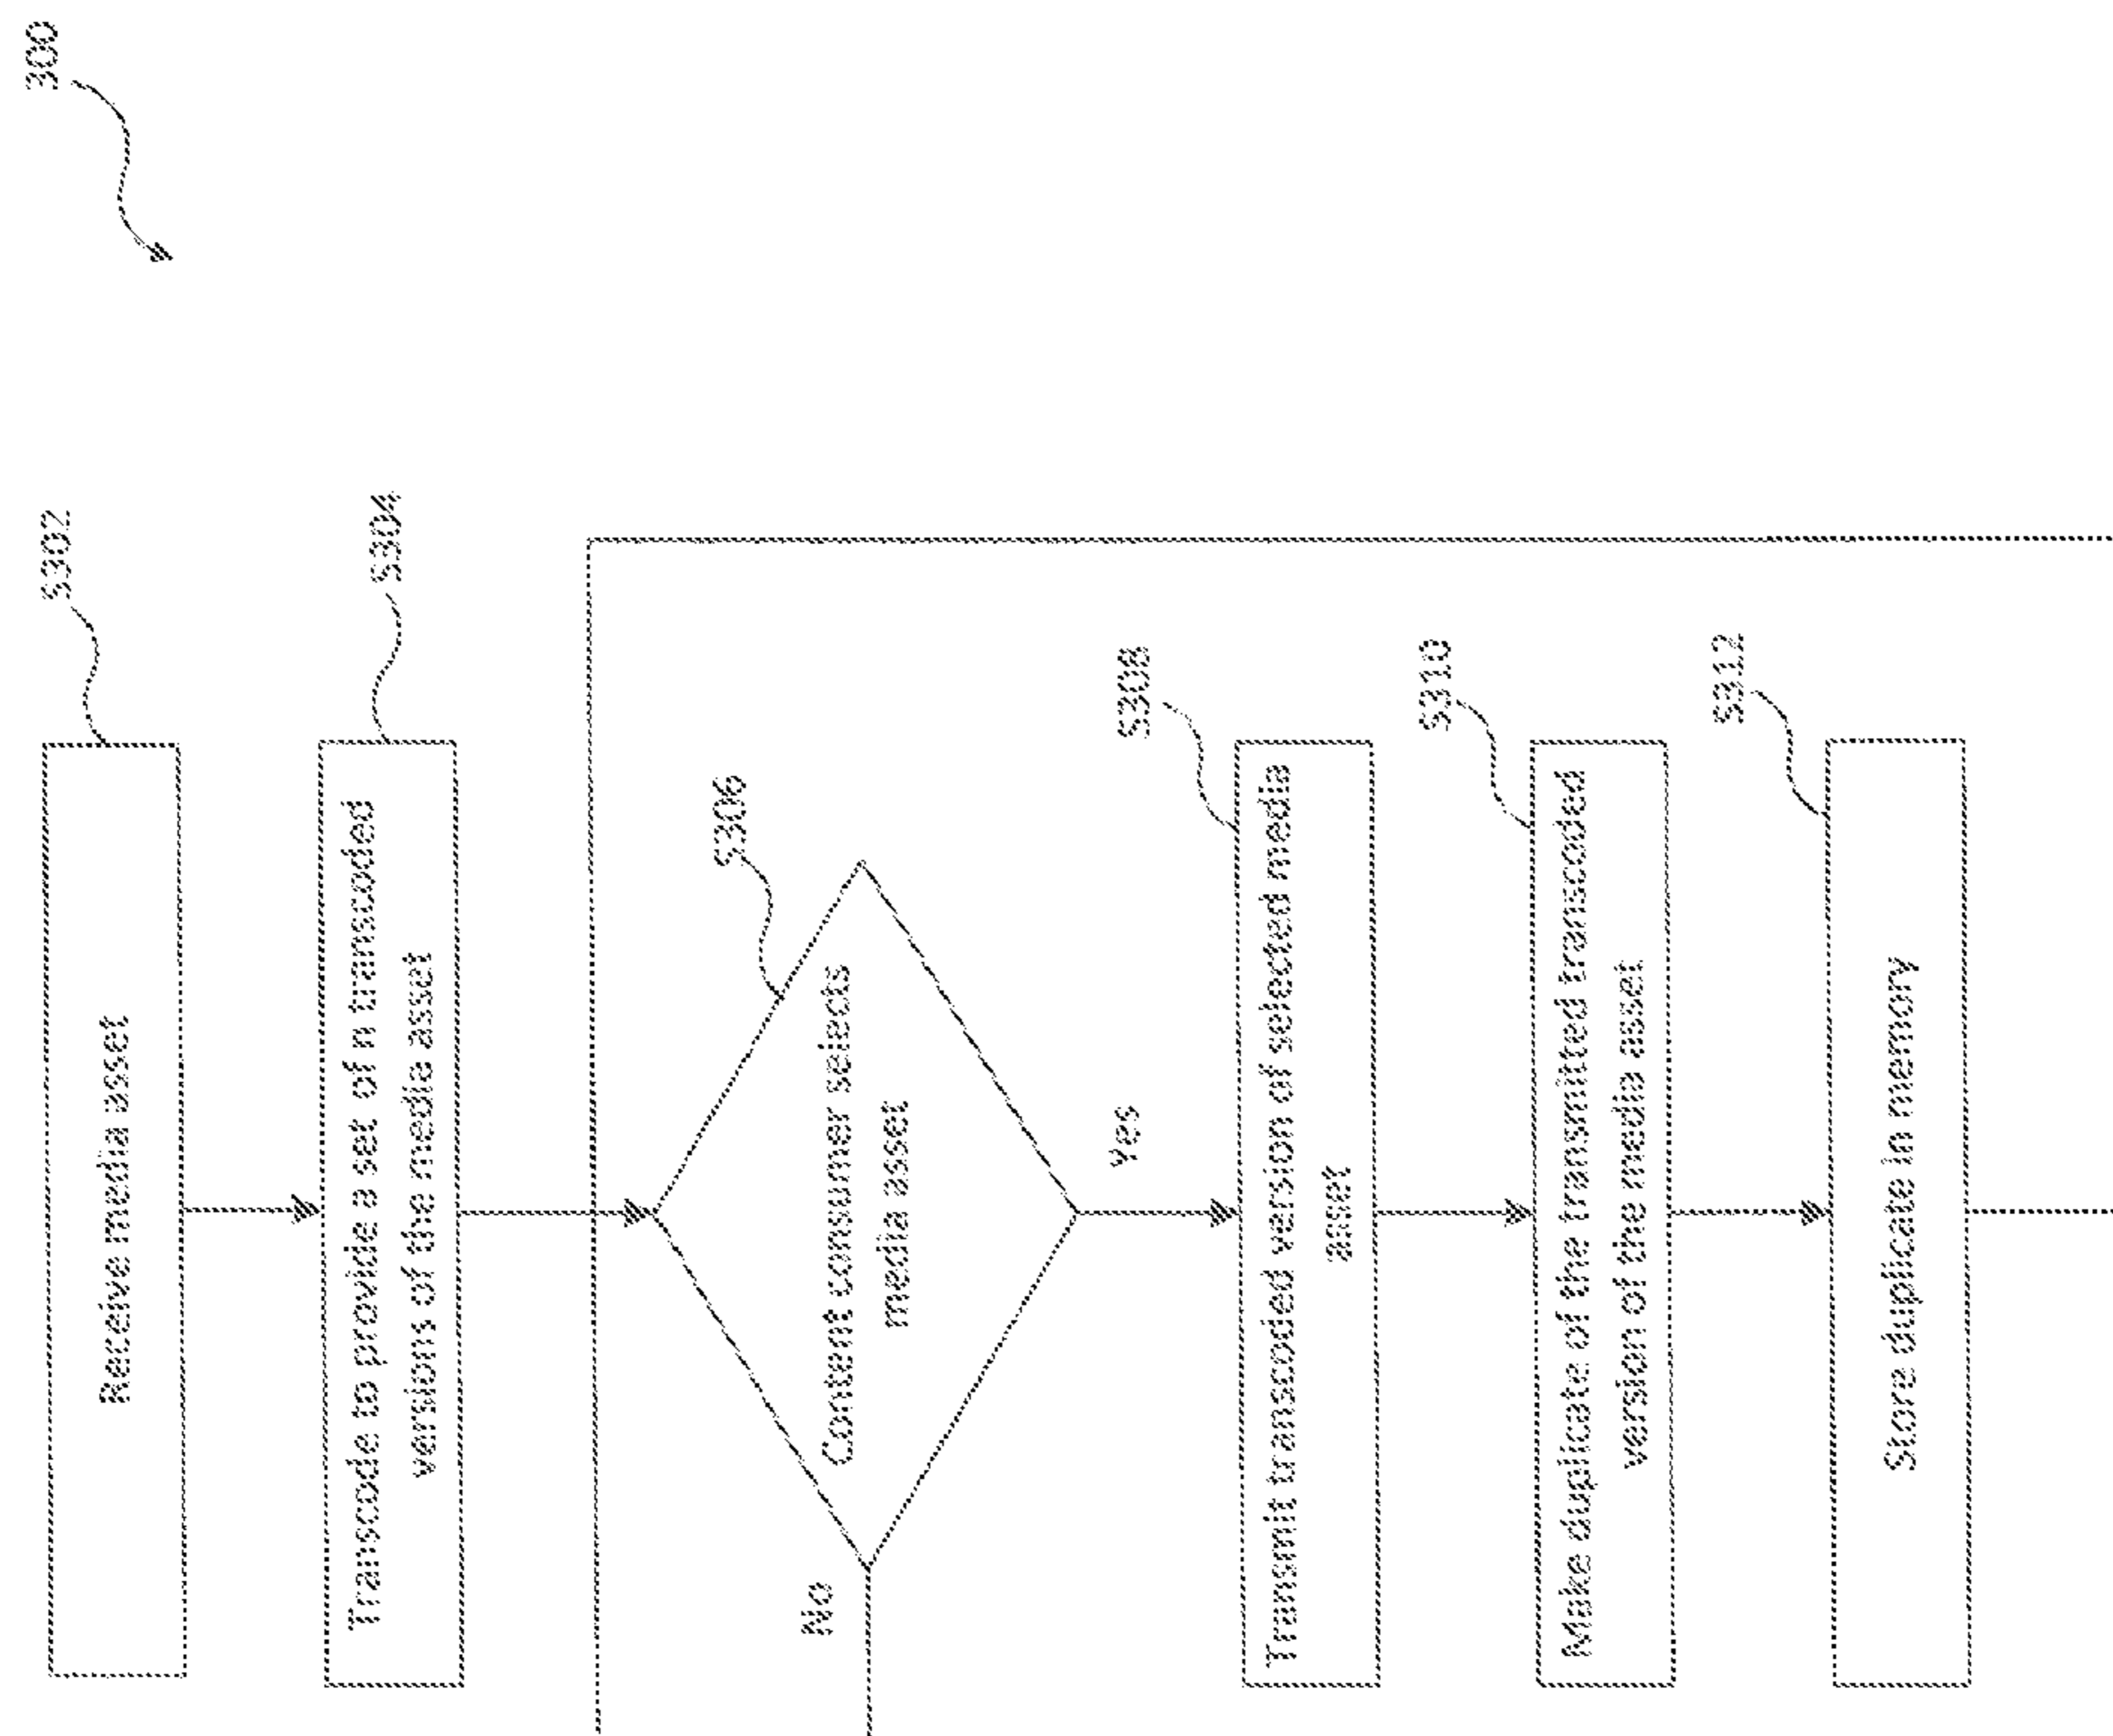 300
S302
Receive media asset
S304
Transcode to provide a set of n transcoded
versions of the media asset
S306
Content consumer selects
media asset
No
Yes
S308
Transmit transcoded version of selected media
asset
S310
Make duplicate of the transmitted transcoded
version of the media asset
S312
Store duplicate in memory